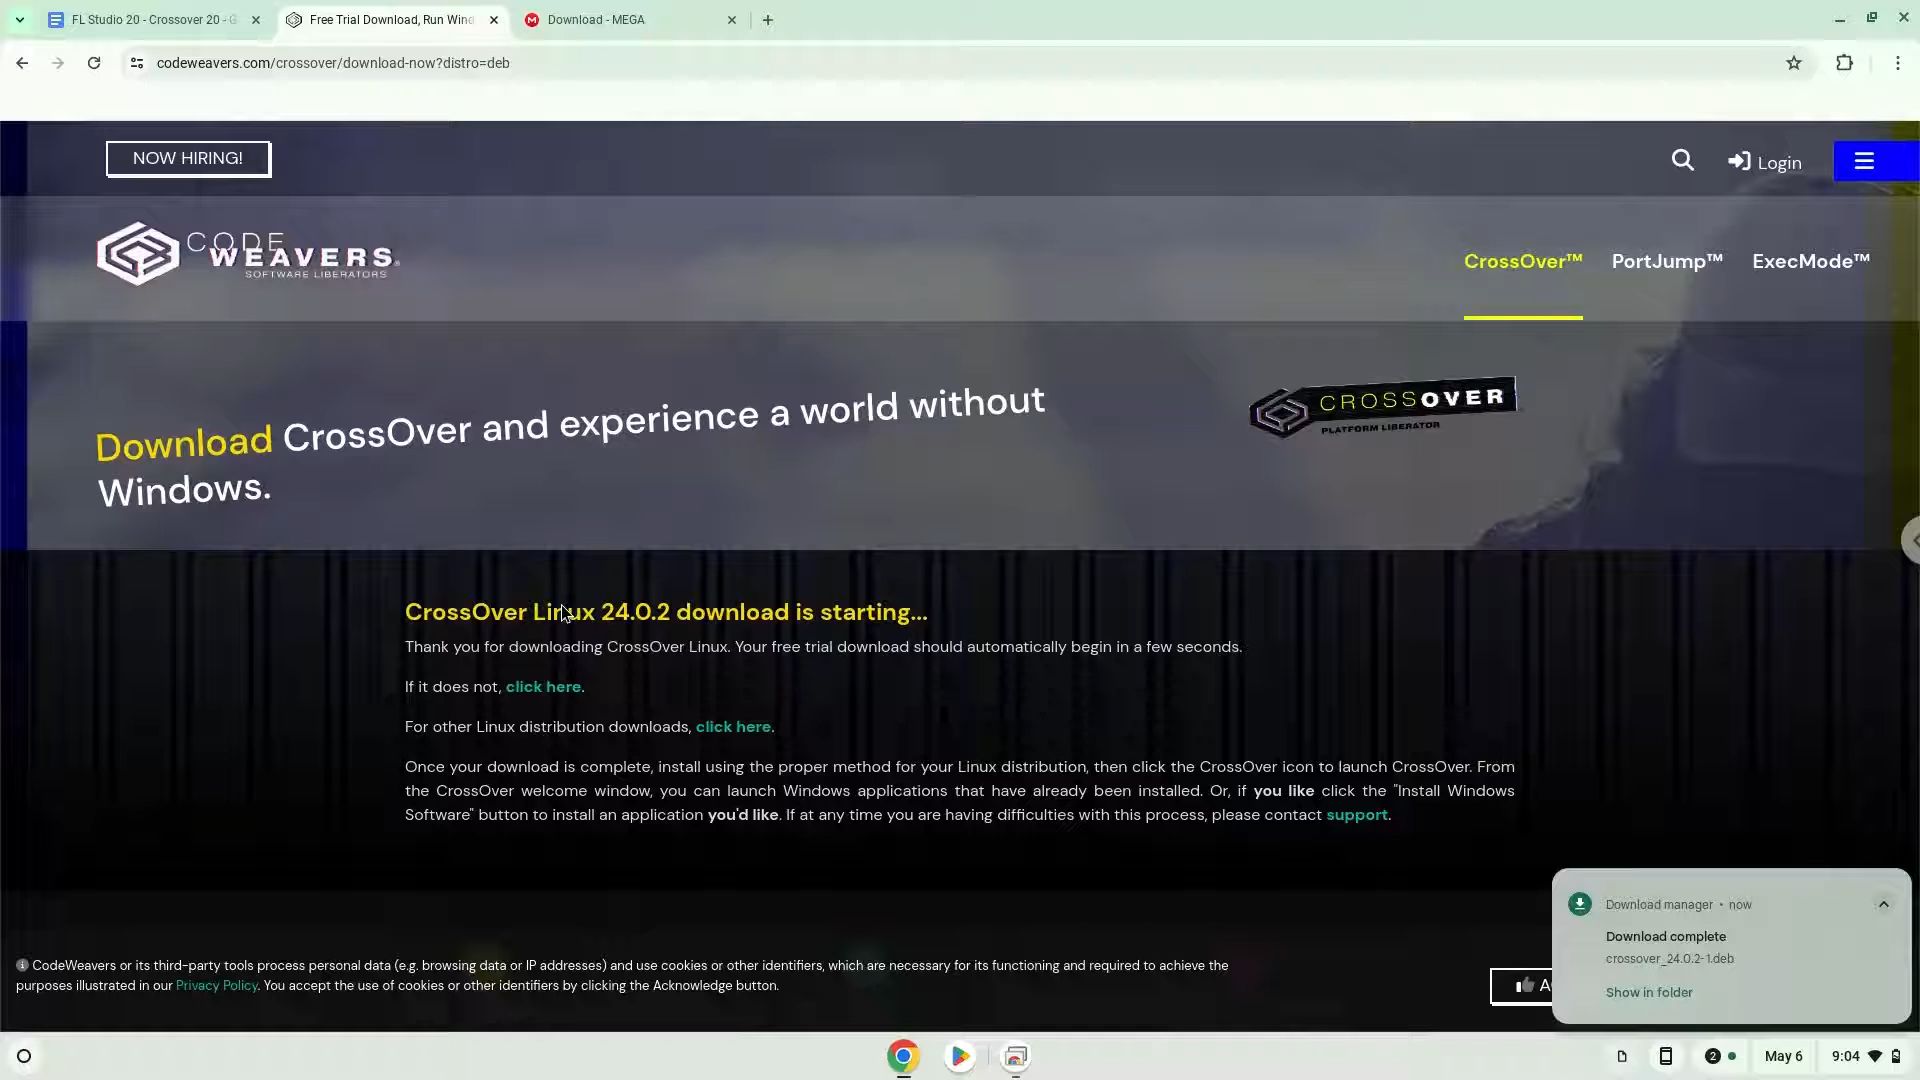 FL Studio 20 - Crossover 20 - G
Free Trial Download, Run Wind
Download - MEGA
codeweavers.com/crossover/download-now?distro=deb
NOW HIRING!
Login
CODE
WEAVERS
SOFTWARE LIBERATORS
CrossOver™ PortJump™ ExecMode™
Download CrossOver and experience a world without
Windows.
CROSSOVER
PLATFORM LIBERATOR
CrossOver Linux 24.0.2 download is starting...
Thank you for downloading CrossOver Linux. Your free trial download should automatically begin in a few seconds.
If it does not, click here.
For other Linux distribution downloads, click here.
Once your download is complete, install using the proper method for your Linux distribution, then click the CrossOver icon to launch CrossOver. From
the CrossOver welcome window, you can launch Windows applications that have already been installed. Or, if you like click the "Install Windows
Software" button to install an application you'd like. If at any time you are having difficulties with this process, please contact support.
Download manager • now
Download complete
crossover_24.0.2-1.deb
Show in folder
CodeWeavers or its third-party tools process personal data (e.g. browsing data or IP addresses) and use cookies or other identifiers, which are necessary for its functioning and required to achieve the
purposes illustrated in our Privacy Policy. You accept the use of cookies or other identifiers by clicking the Acknowledge button.
2
May 6
9:04